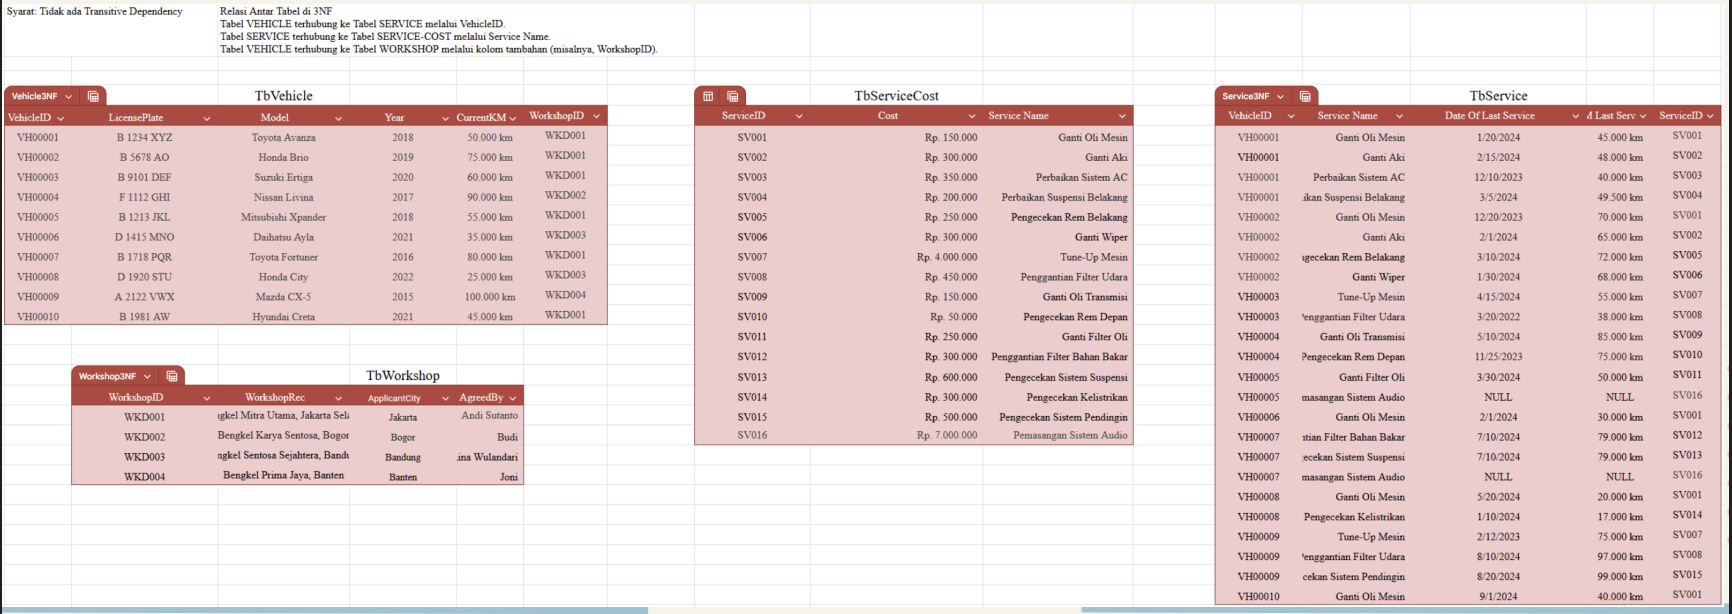 Syarat: Tidak ada Transitive Dependency
Relasi Antar Tabel di 3NF
Tabel VEHICLE terhubung ke Tabel SERVICE melalui VehicleID.
Tabel SERVICE terhubung ke Tabel SERVICE-COST melalui Service Name.
Tabel VEHICLE terhubung ke Tabel WORKSHOP melalui kolom tambahan (misalnya, WorkshopID).
Vehicle3NF
TbVehicle
VehicleID LicensePlate Model Year CurrentKM WorkshopID
VH00001 B 1234 XYZ Toyota Avanza 2018 50.000 km WKD001
VH00002 B 5678 AO Honda Brio 2019 75.000 km WKD001
VH00003 B 9101 DEF Suzuki Ertiga 2020 60.000 km WKD001
VH00004 F 1112 GHI Nissan Livina 2017 90.000 km WKD002
VH00005 B 1213 JKL Mitsubishi Xpander 2018 55.000 km WKD001
VH00006 D 1415 MNO Daihatsu Ayla 2021 35.000 km WKD003
VH00007 B 1718 PQR Toyota Fortuner 2016 80.000 km WKD001
VH00008 D 1920 STU Honda City 2022 25.000 km WKD003
VH00009 A 2122 VWX Mazda CX-5 2015 100.000 km WKD004
VH00010 B 1981 AW Hyundai Creta 2021 45.000 km WKD001
Workshop3NF
TbWorkshop
WorkshopID WorkshopRec ApplicantCity AgreedBy
WKD001 ngkel Mitra Utama, Jakarta Sela Jakarta Andi Sutanto
WKD002 Bengkel Karya Sentosa, Bogor Bogor Budi
WKD003 ngkel Sentosa Sejahtera, Bandu Bandung ina Wulandari
WKD004 Bengkel Prima Jaya, Banten Banten Joni
TbServiceCost
ServiceID Cost Service Name
SV001 Rp. 150.000 Ganti Oli Mesin
SV002 Rp. 300.000 Ganti Aki
SV003 Rp. 350.000 Perbaikan Sistem AC
SV004 Rp. 200.000 Perbaikan Suspensi Belakang
SV005 Rp. 250.000 Pengecekan Rem Belakang
SV006 Rp. 300.000 Ganti Wiper
SV007 Rp. 4.000.000 Tune-Up Mesin
SV008 Rp. 450.000 Penggantian Filter Udara
SV009 Rp. 150.000 Ganti Oli Transmisi
SV010 Rp. 50.000 Pengecekan Rem Depan
SV011 Rp. 250.000 Ganti Filter Oli
SV012 Rp. 300.000 Penggantian Filter Bahan Bakar
SV013 Rp. 600.000 Pengecekan Sistem Suspensi
SV014 Rp. 300.000 Pengecekan Kelistrikan
SV015 Rp. 500.000 Pengecekan Sistem Pendingin
SV016 Rp. 7.000.000 Pemasangan Sistem Audio
Service3NF
TbService
VehicleID Service Name Date Of Last Service Last Serv ServiceID
VH00001 Ganti Oli Mesin 1/20/2024 45.000 km SV001
VH00001 Ganti Aki 2/15/2024 48.000 km SV002
VH00001 Perbaikan Sistem AC 12/10/2023 40.000 km SV003
VH00001 ikan Suspensi Belakang 3/5/2024 49.500 km SV004
VH00002 Ganti Oli Mesin 12/20/2023 70.000 km SV001
VH00002 Ganti Aki 2/1/2024 65.000 km SV002
VH00002 gecekan Rem Belakang 3/10/2024 72.000 km SV005
VH00002 Ganti Wiper 1/30/2024 68.000 km SV006
VH00003 Tune-Up Mesin 4/15/2024 55.000 km SV007
VH00003 enggantian Filter Udara 3/20/2022 38.000 km SV008
VH00004 Ganti Oli Transmisi 5/10/2024 85.000 km SV009
VH00004 Pengecekan Rem Depan 11/25/2023 75.000 km SV010
VH00005 Ganti Filter Oli 3/30/2024 50.000 km SV011
VH00005 masangan Sistem Audio NULL NULL SV016
VH00006 Ganti Oli Mesin 2/1/2024 30.000 km SV001
VH00007 tian Filter Bahan Bakar 7/10/2024 79.000 km SV012
VH00007 ecekan Sistem Suspensi 7/10/2024 79.000 km SV013
VH00007 masangan Sistem Audio NULL NULL SV016
VH00008 Ganti Oli Mesin 5/20/2024 20.000 km SV001
VH00008 Pengecekan Kelistrikan 1/10/2024 17.000 km SV014
VH00009 Tune-Up Mesin 2/12/2023 75.000 km SV007
VH00009 enggantian Filter Udara 8/10/2024 97.000 km SV008
VH00009 cekan Sistem Pendingin 8/20/2024 99.000 km SV015
VH00010 Ganti Oli Mesin 9/1/2024 40.000 km SV001